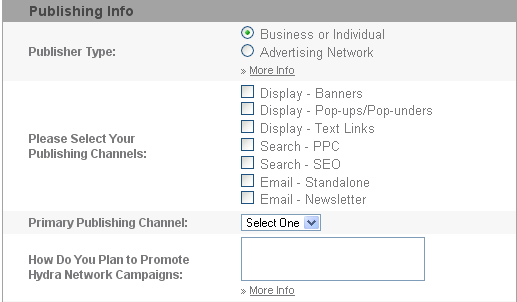 Publishing Info
Publisher Type:
Business or Individual
Advertising Network
» More Info
Please Select Your
Publishing Channels:
Display - Banners
Display - Pop-ups/Pop-unders
Display - Text Links
Search - PPC
Search - SEO
Email - Standalone
Email - Newsletter
Primary Publishing Channel:
Select One
How Do You Plan to Promote
Hydra Network Campaigns:
» More Info